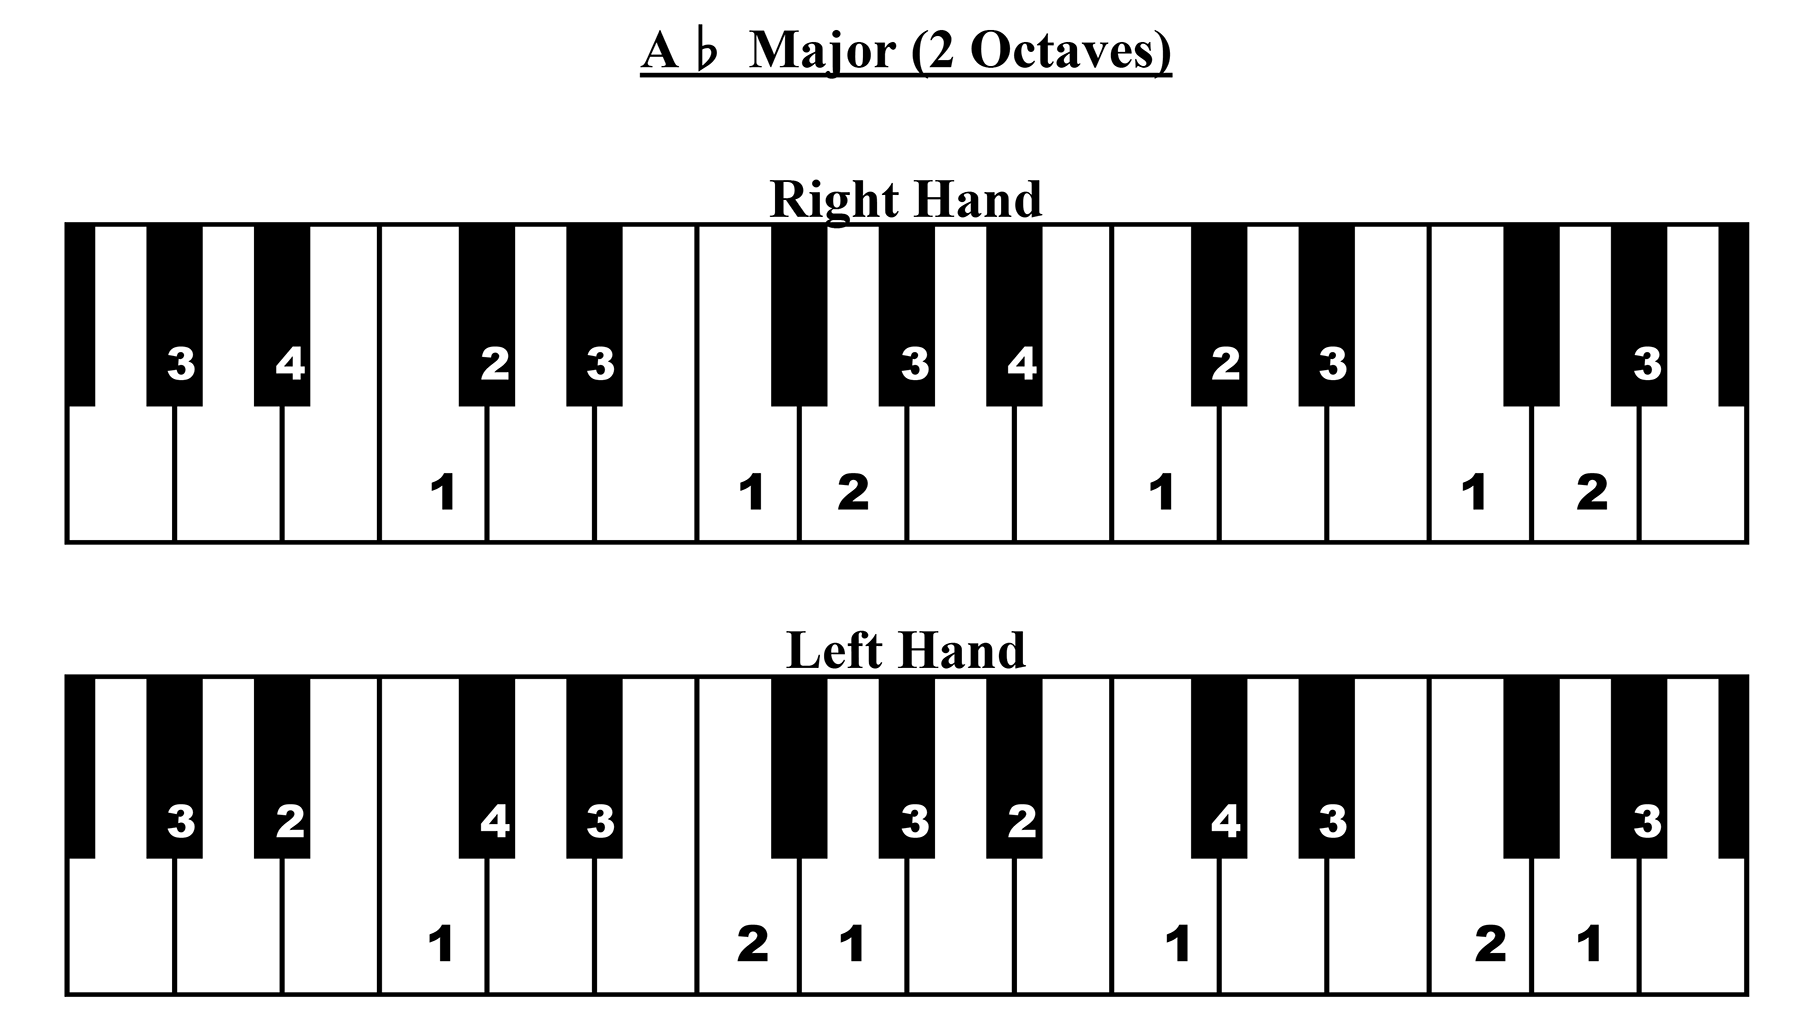 A♭ Major (2 Octaves)
Right Hand
3 4 2 3 3 4 2 3 3
1 1 2 1 1 2
Left Hand
3 2 4 3 3 2 4 3 3
1 2 1 1 2 1